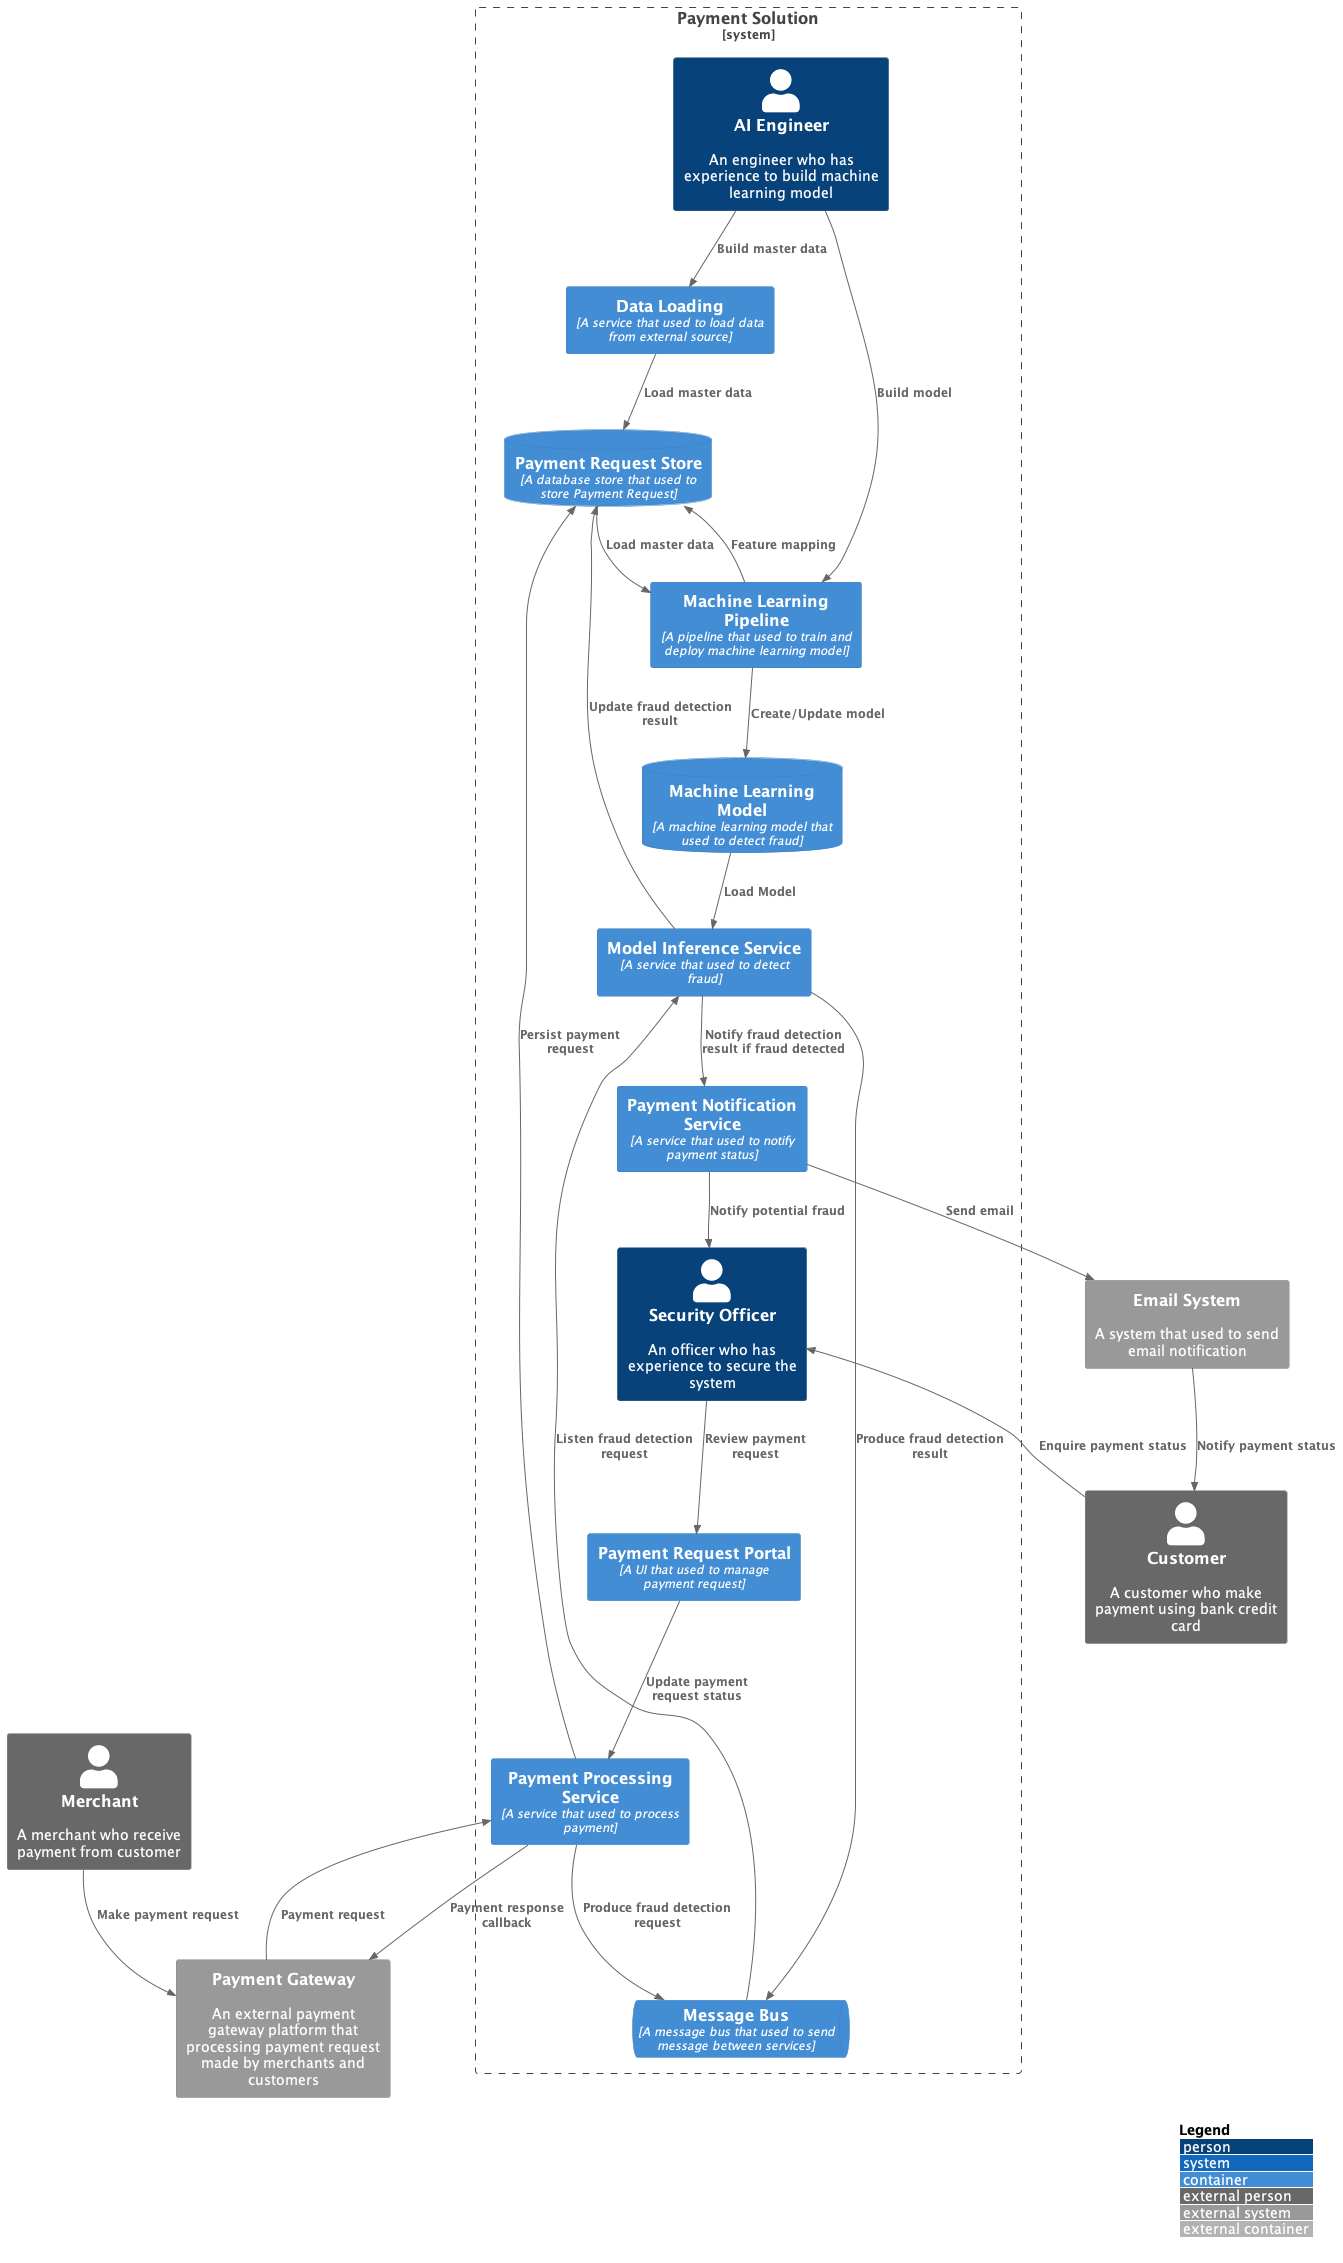 Payment Solution
[system]
AI Engineer
An engineer who has
experience to build machine
learning model
Build master data
Data Loading
[A service that used to load data
from external source]
Load master data
Build model
Payment Request Store
[A database store that used to
store Payment Request]
Load master data
Feature mapping
Machine Learning
Pipeline
[A pipeline that used to train and
deploy machine learning model]
Update fraud detection
result
Create/Update model
Machine Learning
Model
[A machine learning model that
used to detect fraud]
Load Model
Model Inference Service
[A service that used to detect
fraud]
Persist payment
request
Notify fraud detection
result if fraud detected
Payment Notification
Service
[A service that used to notify
payment status]
Notify potential fraud
Send email
Security Officer
An officer who has
experience to secure the
system
Email System
A system that used to send
email notification
Listen fraud detection
request
Review payment
request
Produce fraud detection
result
Enquire payment status
Notify payment status
Payment Request Portal
[A UI that used to manage
payment request]
Customer
A customer who make
payment using bank credit
card
Update payment
request status
Merchant
A merchant who receive
payment from customer
Payment Processing
Service
[A service that used to process
payment]
Make payment request
Payment request
Payment response
callback
Produce fraud detection
request
Payment Gateway
An external payment
gateway platform that
processing payment request
made by merchants and
customers
Message Bus
[A message bus that used to send
message between services]
Legend
person
system
container
external person
external system
external container